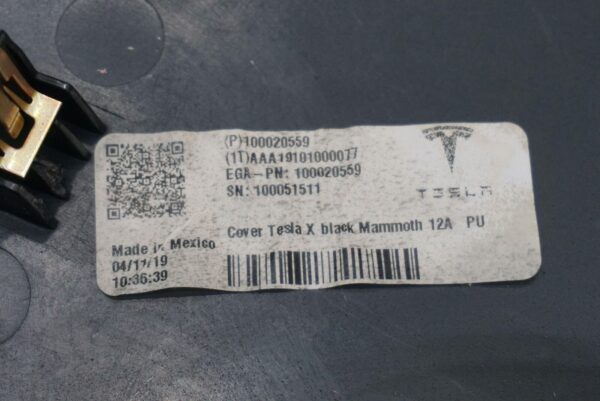 (P)100020559
(1T)AAA19101000077
EGA-PN: 100020559
SN: 100051511
TESLA
Cover Tesla X black Mammoth 12A PU
Made in Mexico
04/11/19
10:36:39